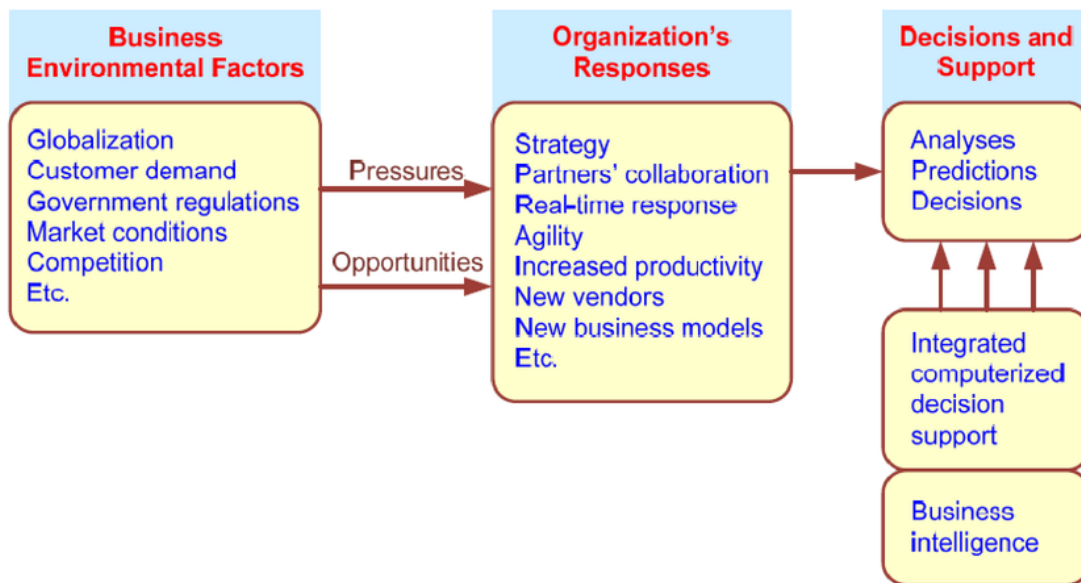 Business
Environmental Factors
Globalization
Customer demand
Government regulations
Market conditions
Competition
Etc.
Pressures
Opportunities
Organization's
Responses
Strategy
Partners' collaboration
Real-time response
Agility
Increased productivity
New vendors
New business models
Etc.
Decisions and
Support
Analyses
Predictions
Decisions
Integrated
computerized
decision
support
Business
intelligence